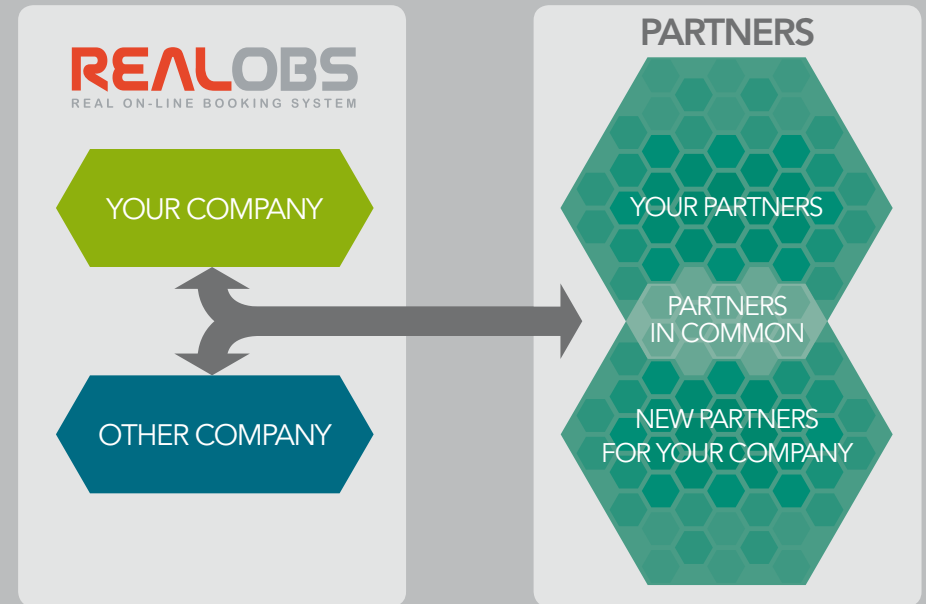 REALOBS
REAL ON-LINE BOOKING SYSTEM
YOUR COMPANY
OTHER COMPANY
PARTNERS
YOUR PARTNERS
PARTNERS
IN COMMON
NEW PARTNERS
FOR YOUR COMPANY